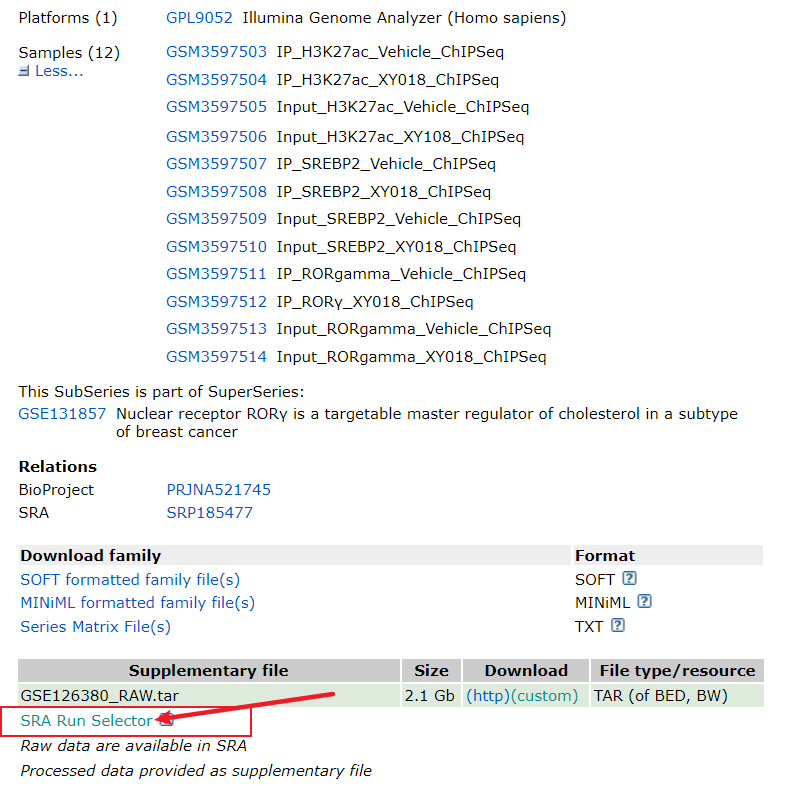 Platforms (1) GPL9052 Illumina Genome Analyzer (Homo sapiens)
Samples (12) GSM3597503 IP_H3K27ac_Vehicle_ChIPSeq
Less... GSM3597504 IP_H3K27ac_XY018_ChIPSeq
GSM3597505 Input_H3K27ac_Vehicle_ChIPSeq
GSM3597506 Input_H3K27ac_XY108_ChIPSeq
GSM3597507 IP_SREBP2_Vehicle_ChIPSeq
GSM3597508 IP_SREBP2_XY018_ChIPSeq
GSM3597509 Input_SREBP2_Vehicle_ChIPSeq
GSM3597510 Input_SREBP2_XY018_ChIPSeq
GSM3597511 IP_RORgamma_Vehicle_ChIPSeq
GSM3597512 IP_RORγ_XY018_ChIPSeq
GSM3597513 Input_RORgamma_Vehicle_ChIPSeq
GSM3597514 Input_RORgamma_XY018_ChIPSeq
This SubSeries is part of SuperSeries:
GSE131857 Nuclear receptor RORγ is a targetable master regulator of cholesterol in a subtype
of breast cancer
Relations
BioProject PRJNA521745
SRA SRP185477
Download family Format
SOFT formatted family file(s) SOFT ?
MINiML formatted family file(s) MINiML ?
Series Matrix File(s) TXT ?
Supplementary file Size Download File type/resource
GSE126380_RAW.tar 2.1 Gb (http)(custom) TAR (of BED, BW)
SRA Run Selector
Raw data are available in SRA
Processed data provided as supplementary file